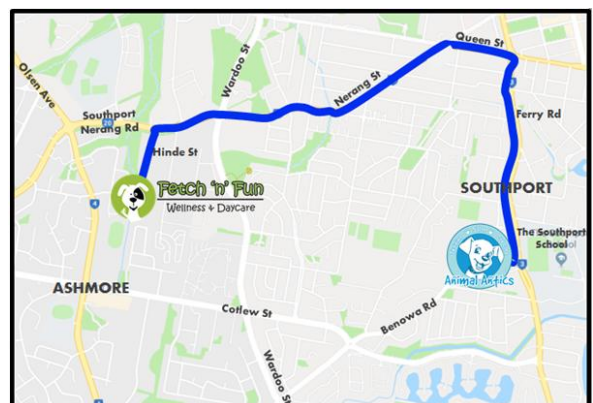 Queen St
Wardoo St
Olsen Ave
Nerang St
Southport
Nerang Rd
Ferry Rd
Hinde St
Fetch 'n' Fun
Wellness & Daycare
SOUTHPORT
The Southport
School
Animal Antics
ASHMORE
Cotlew St
Benowa Rd
Wardoo St